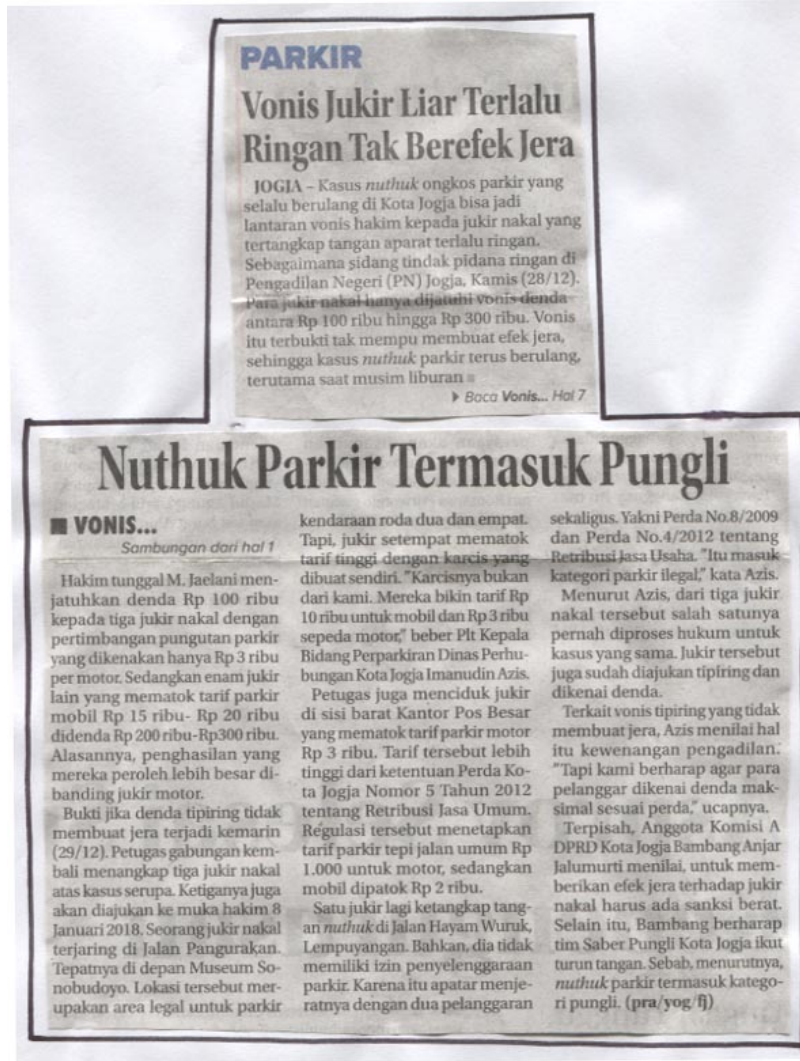 PARKIR
Vonis Jukir Liar Terlalu
Ringan Tak Berefek Jera
JOGJA – Kasus nuthuk ongkos parkir yang
selalu berulang di Kota Jogja bisa jadi
lantaran vonis hakim kepada jukir nakal yang
tertangkap tangan aparat terlalu ringan.
Sebagaimana sidang tindak pidana ringan di
Pengadilan Negeri (PN) Jogja, Kamis (28/12).
Para jukir nakal hanya dijatuhi vonis denda
antara Rp 100 ribu hingga Rp 300 ribu. Vonis
itu terbukti tak mempu membuat efek jera,
sehingga kasus nuthuk parkir terus berulang,
terutama saat musim liburan
Baca Vonis... Hal 7
Nuthuk Parkir Termasuk Pungli
VONIS...
Sambungan dari hal 1
Hakim tunggal M. Jaelani men-
jatuhkan denda Rp 100 ribu
kepada tiga jukir nakal dengan
pertimbangan pungutan parkir
yang dikenakan hanya Rp 3 ribu
per motor. Sedangkan enam jukir
lain yang mematok tarif parkir
mobil Rp 15 ribu- Rp 20 ribu
didenda Rp 200 ribu-Rp300 ribu.
Alasannya, penghasilan yang
mereka peroleh lebih besar di-
banding jukir motor.
Bukti jika denda tipiring tidak
membuat jera terjadi kemarin
(29/12). Petugas gabungan kem-
bali menangkap tiga jukir nakal
atas kasus serupa. Ketiganya juga
akan diajukan ke muka hakim 8
Januari 2018. Seorang jukir nakal
terjaring di Jalan Pangurakan.
Tepatnya di depan Museum So-
nobudoyo. Lokasi tersebut mer-
upakan area legal untuk parkir
kendaraan roda dua dan empat.
Tapi, jukir setempat mematok
tarif tinggi dengan karcis yang
dibuat sendiri. "Karcisnya bukan
dari kami. Mereka bikin tarif Rp
10 ribu untuk mobil dan Rp 3 ribu
sepeda motor," beber Plt Kepala
Bidang Perparkiran Dinas Perhu-
bungan Kota Jogja Imanudin Azis.
Petugas juga menciduk jukir
di sisi barat Kantor Pos Besar
yang mematok tarif parkir motor
Rp 3 ribu. Tarif tersebut lebih
tinggi dari ketentuan Perda Ko-
ta Jogja Nomor 5 Tahun 2012
tentang Retribusi Jasa Umum.
Regulasi tersebut menetapkan
tarif parkir tepi jalan umum Rp
1.000 untuk motor, sedangkan
mobil dipatok Rp 2 ribu.
Satu jukir lagi ketangkap tang-
an nuthuk di Jalan Hayam Wuruk,
Lempuyangan. Bahkan, dia tidak
memiliki izin penyelenggaraan
parkir. Karena itu apatar menje-
ratnya dengan dua pelanggaran
sekaligus. Yakni Perda No.8/2009
dan Perda No.4/2012 tentang
Retribusi Jasa Usaha. "Itu masuk
kategori parkir ilegal," kata Azis.
Menurut Azis, dari tiga jukir
nakal tersebut salah satunya
pernah diproses hukum untuk
kasus yang sama. Jukir tersebut
juga sudah diajukan tipiring dan
dikenai denda.
Terkait vonis tipiring yang tidak
membuat jera, Azis menilai hal
itu kewenangan pengadilan.
"Tapi kami berharap agar para
pelanggar dikenai denda mak-
simal sesuai perda," ucapnya.
Terpisah, Anggota Komisi A
DPRD Kota Jogja Bambang Anjar
Jalumurti menilai, untuk mem-
berikan efek jera terhadap jukir
nakal harus ada sanksi berat.
Selain itu, Bambang berharap
tim Saber Pungli Kota Jogja ikut
turun tangan. Sebab, menurutnya,
nuthuk parkir termasuk katego-
ri pungli. (pra/yog/fj)